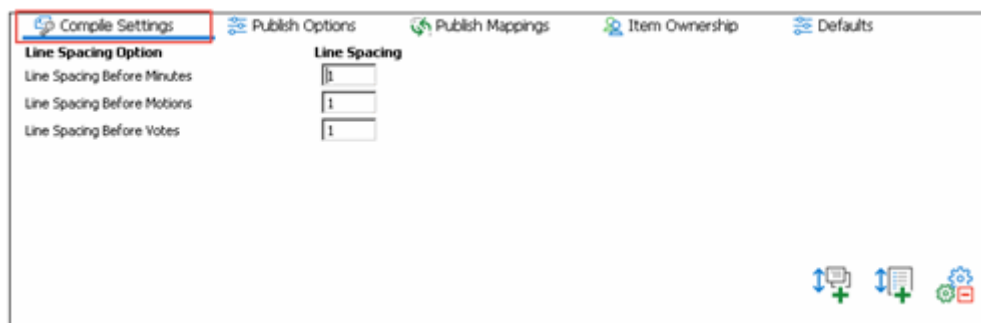 Compile Settings Publish Options Publish Mappings Item Ownership Defaults
Line Spacing Option Line Spacing
Line Spacing Before Minutes 1
Line Spacing Before Motions 1
Line Spacing Before Votes 1